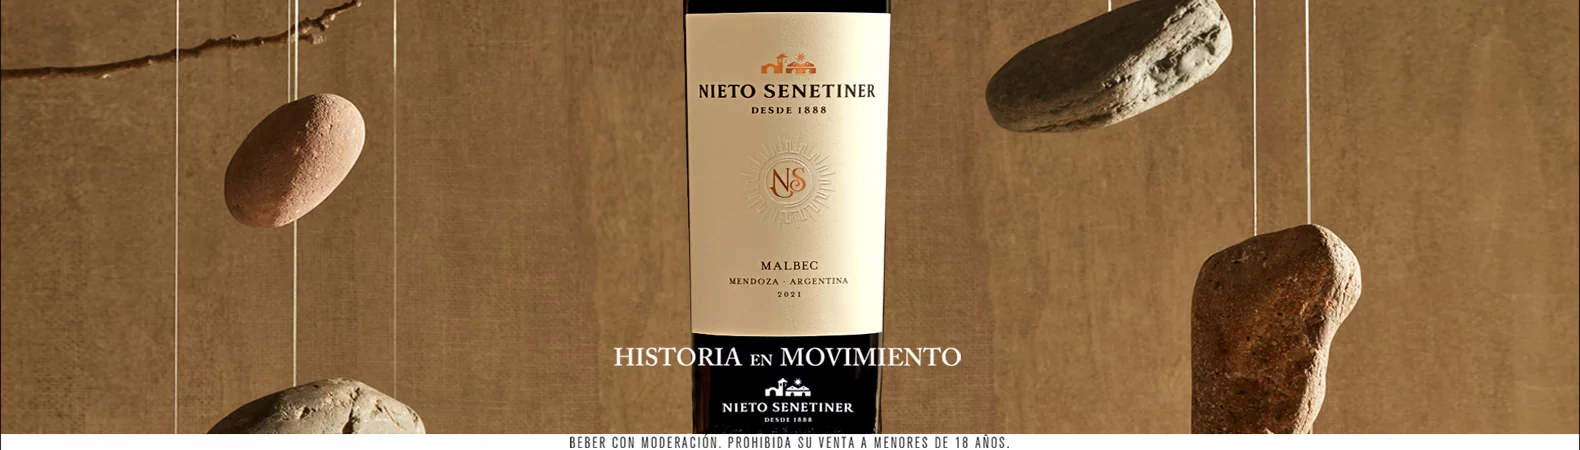 NIETO SENETINER
DESDE 1888
NS
MALBEC
MENDOZA · ARGENTINA
2021
HISTORIA EN MOVIMIENTO
NIETO SENETINER
DESDE 1888
BEBER CON MODERACIÓN. PROHIBIDA SU VENTA A MENORES DE 18 AÑOS.